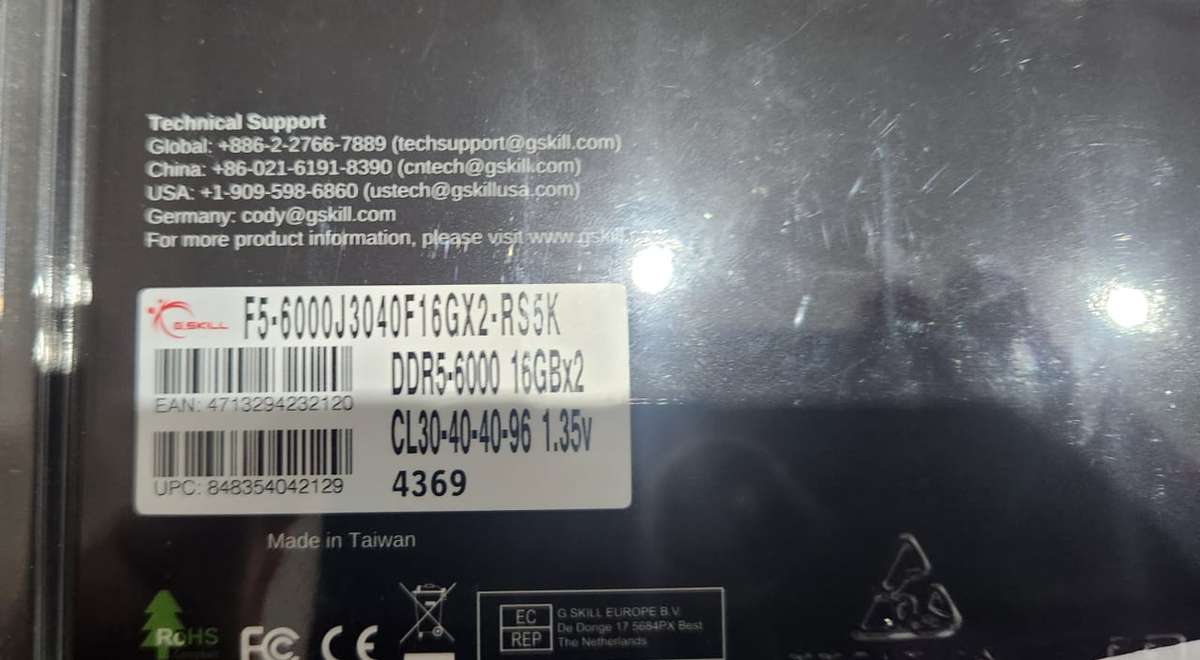 Technical Support
Global: +886-2-2766-7889 (techsupport@gskill.com)
China: +86-021-6191-8390 (cntech@gskill.com)
USA: +1-909-598-6860 (ustech@gskillusa.com)
Germany: cody@gskill.com
For more product information, please visit
G.SKILL
F5-6000J3040F16GX2-RS5K
DDR5-6000 16GBx2
EAN: 4713294232120
CL30-40-40-96 1.35v
UPC: 848354042129
4369
Made in Taiwan
RoHS
FC CE
EC
REP
G.SKILL EUROPE B.V.
De Donge 17 5684PX Best
The Netherlands